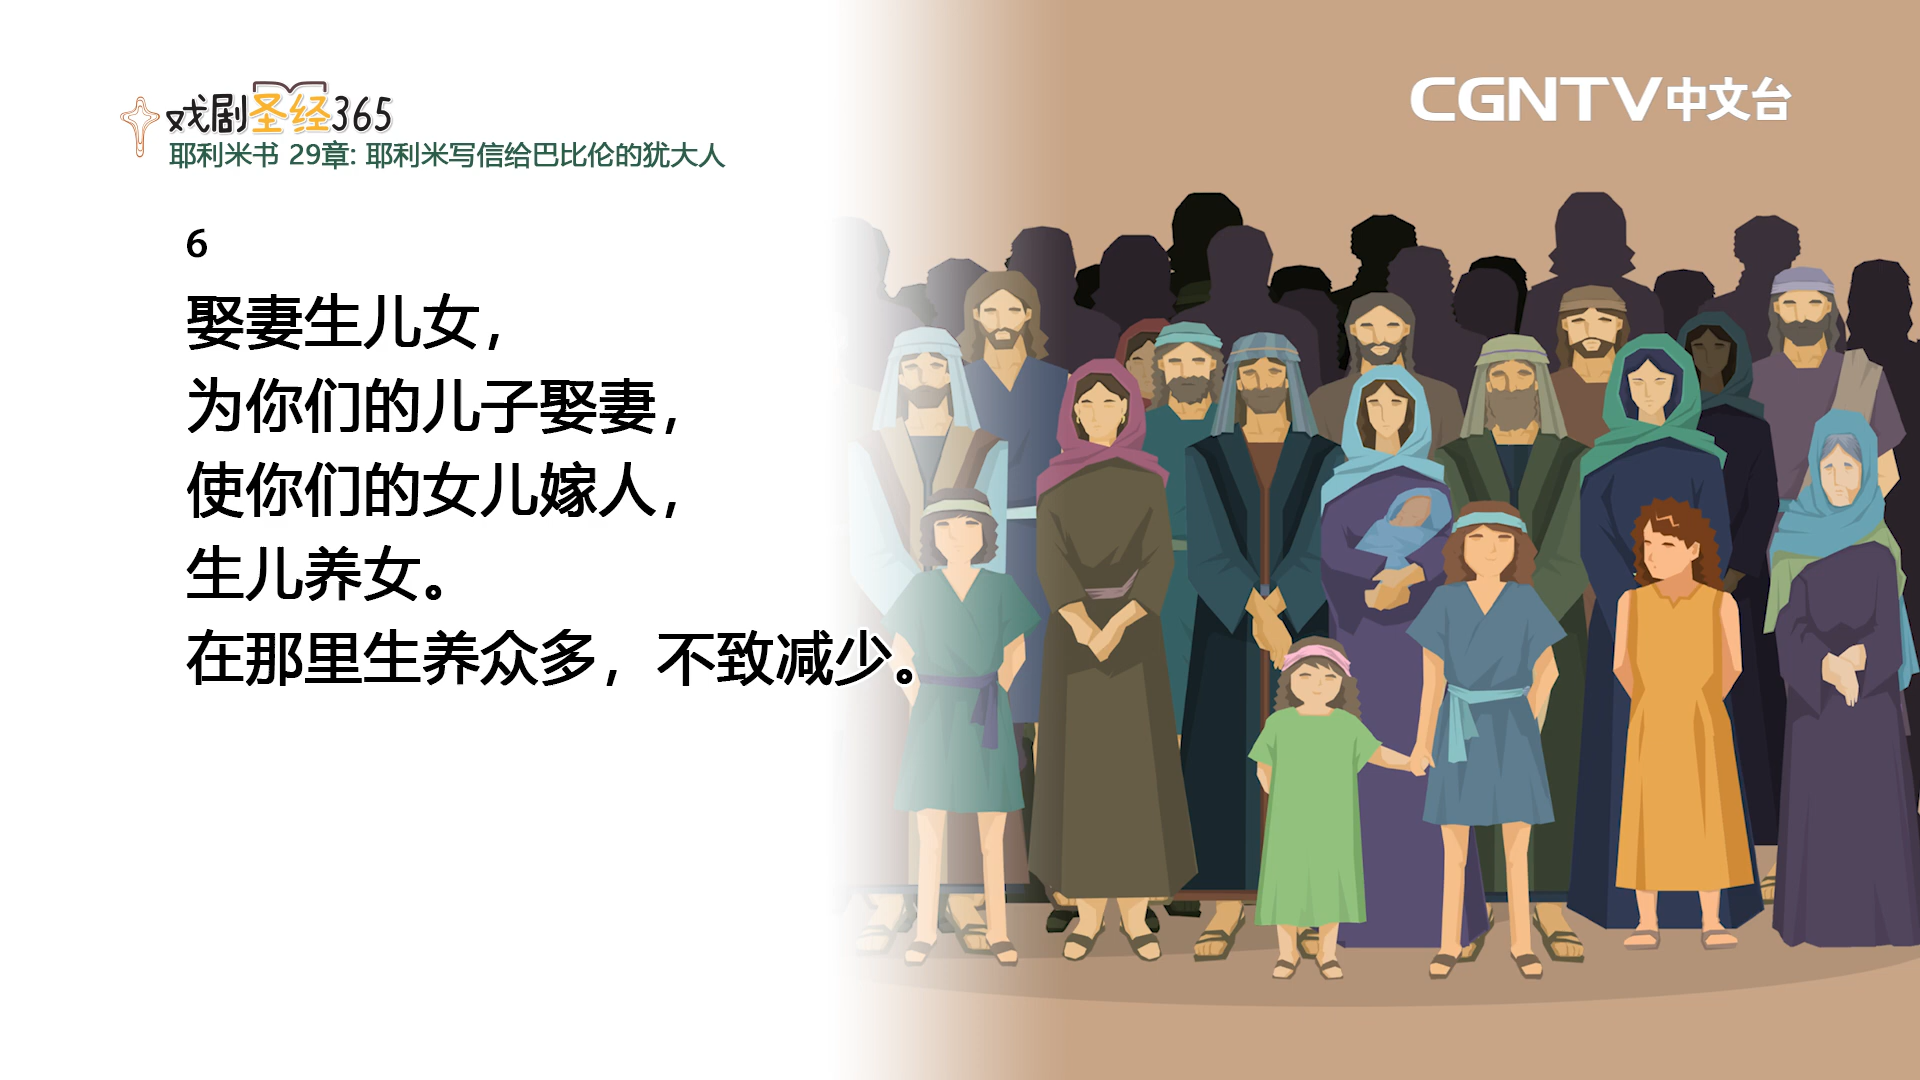 戏剧圣经365
CGNTV中文台
耶利米书 29章: 耶利米写信给巴比伦的犹大人
6
娶妻生儿女，
为你们的儿子娶妻，
使你们的女儿嫁人，
生儿养女。
在那里生养众多，不致减少。